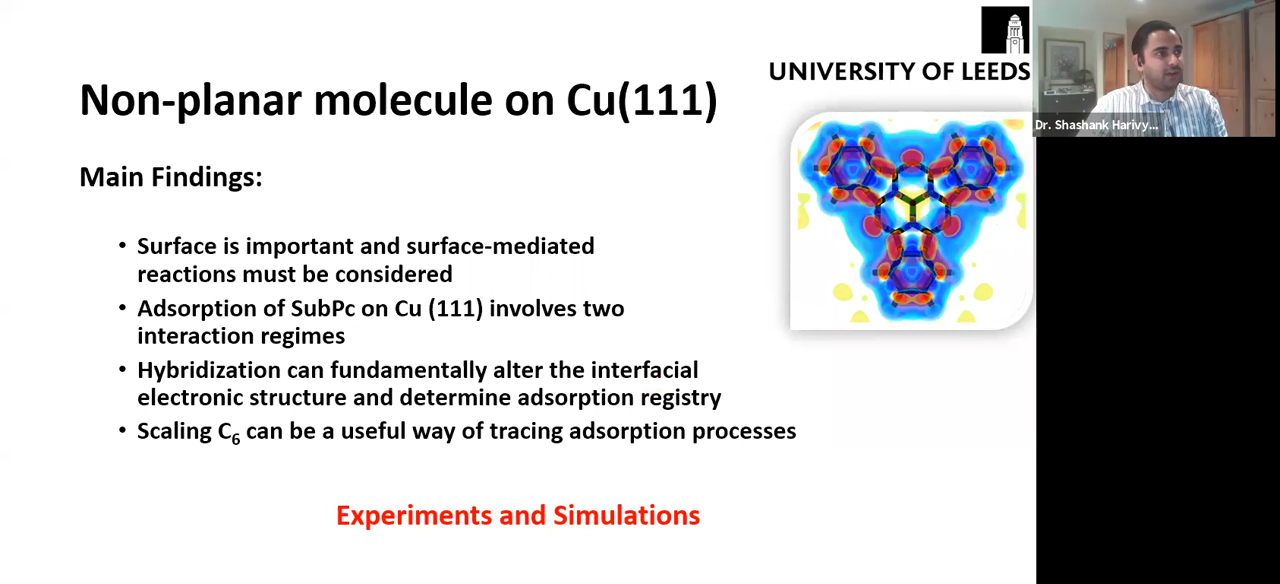 UNIVERSITY OF LEEDS
Dr. Shashank Harivy...
Non-planar molecule on Cu(111)
Main Findings:
• Surface is important and surface-mediated
reactions must be considered
• Adsorption of SubPc on Cu (111) involves two
interaction regimes
• Hybridization can fundamentally alter the interfacial
electronic structure and determine adsorption registry
• Scaling C₆ can be a useful way of tracing adsorption processes
Experiments and Simulations